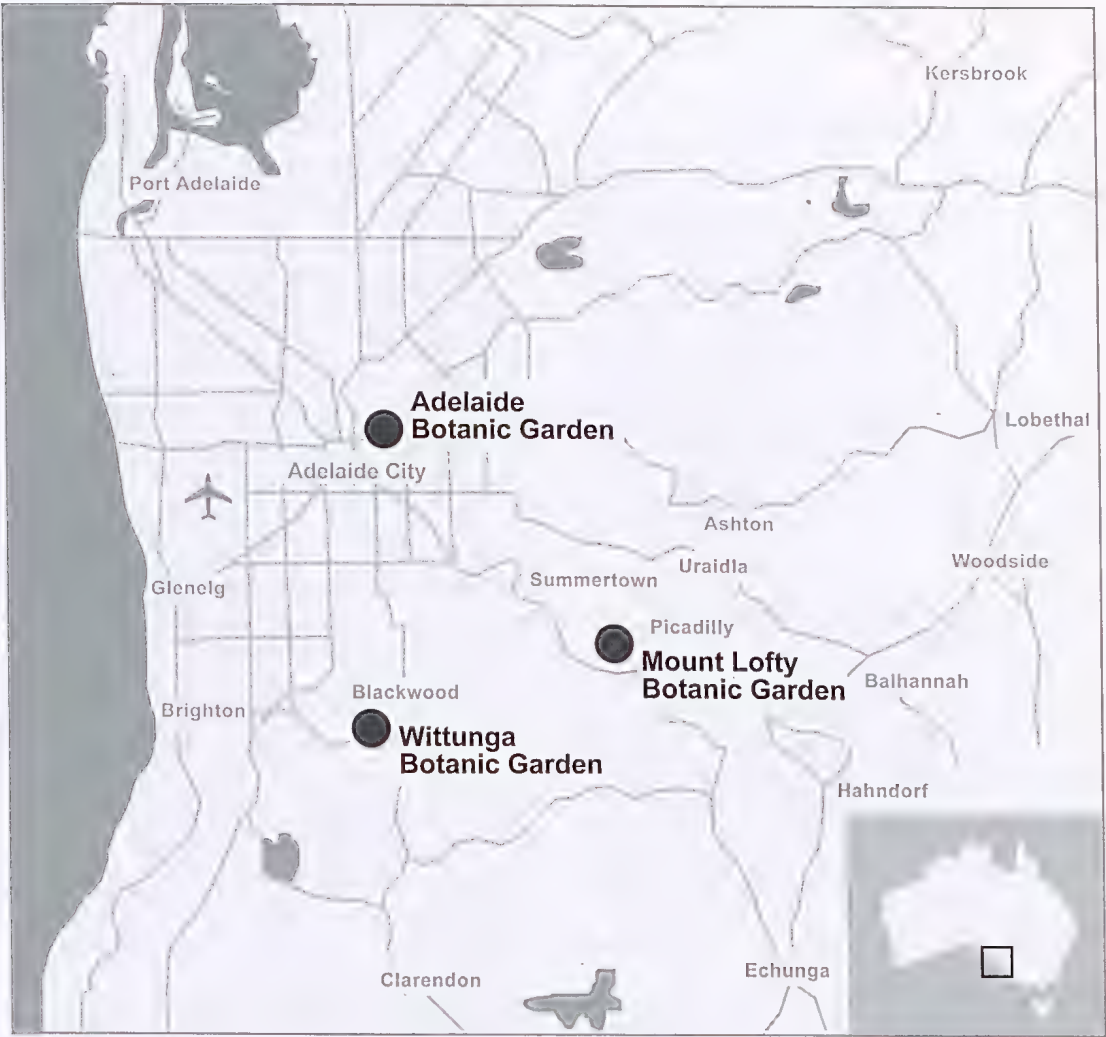 Kersbrook
Port Adelaide
Adelaide
Botanic Garden
Lobethal
Adelaide City
Ashton
Woodside
Uraidla
Summertown
Glenelg
Picadilly
Mount Lofty
Botanic Garden
Balhannah
Blackwood
Brighton
Wittunga
Botanic Garden
Hahndorf
Echunga
Clarendon